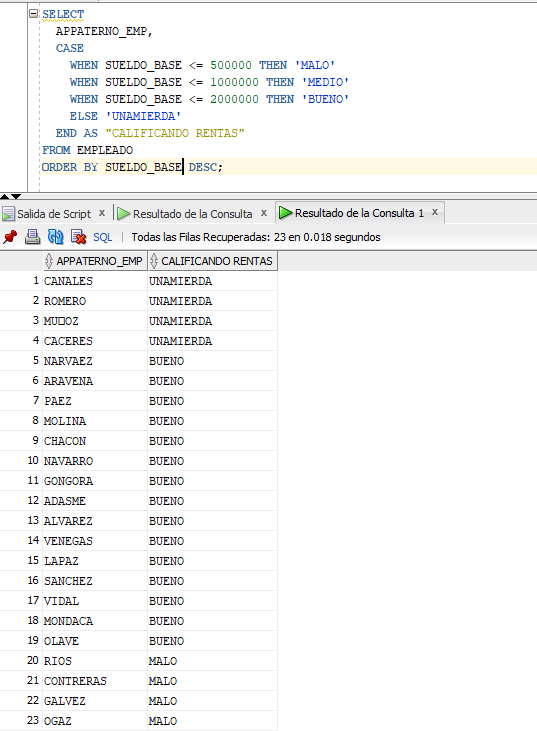 SELECT
APPATERNO_EMP,
CASE
WHEN SUELDO_BASE <= 500000 THEN 'MALO'
WHEN SUELDO_BASE <= 1000000 THEN 'MEDIO'
WHEN SUELDO_BASE <= 2000000 THEN 'BUENO'
ELSE 'UNAMIERDA'
END AS "CALIFICANDO RENTAS"
FROM EMPLEADO
ORDER BY SUELDO_BASE DESC;
Salida de Script x Resultado de la Consulta x Resultado de la Consulta 1 x
SQL | Todas las Filas Recuperadas: 23 en 0.018 segundos
APPATERNO_EMP CALIFICANDO RENTAS
1 CANALES UNAMIERDA
2 ROMERO UNAMIERDA
3 MU□OZ UNAMIERDA
4 CACERES UNAMIERDA
5 NARVAEZ BUENO
6 ARAVENA BUENO
7 PAEZ BUENO
8 MOLINA BUENO
9 CHACON BUENO
10 NAVARRO BUENO
11 GONGORA BUENO
12 ADASME BUENO
13 ALVAREZ BUENO
14 VENEGAS BUENO
15 LAPAZ BUENO
16 SANCHEZ BUENO
17 VIDAL BUENO
18 MONDACA BUENO
19 OLAVE BUENO
20 RIOS MALO
21 CONTRERAS MALO
22 GALVEZ MALO
23 OGAZ MALO